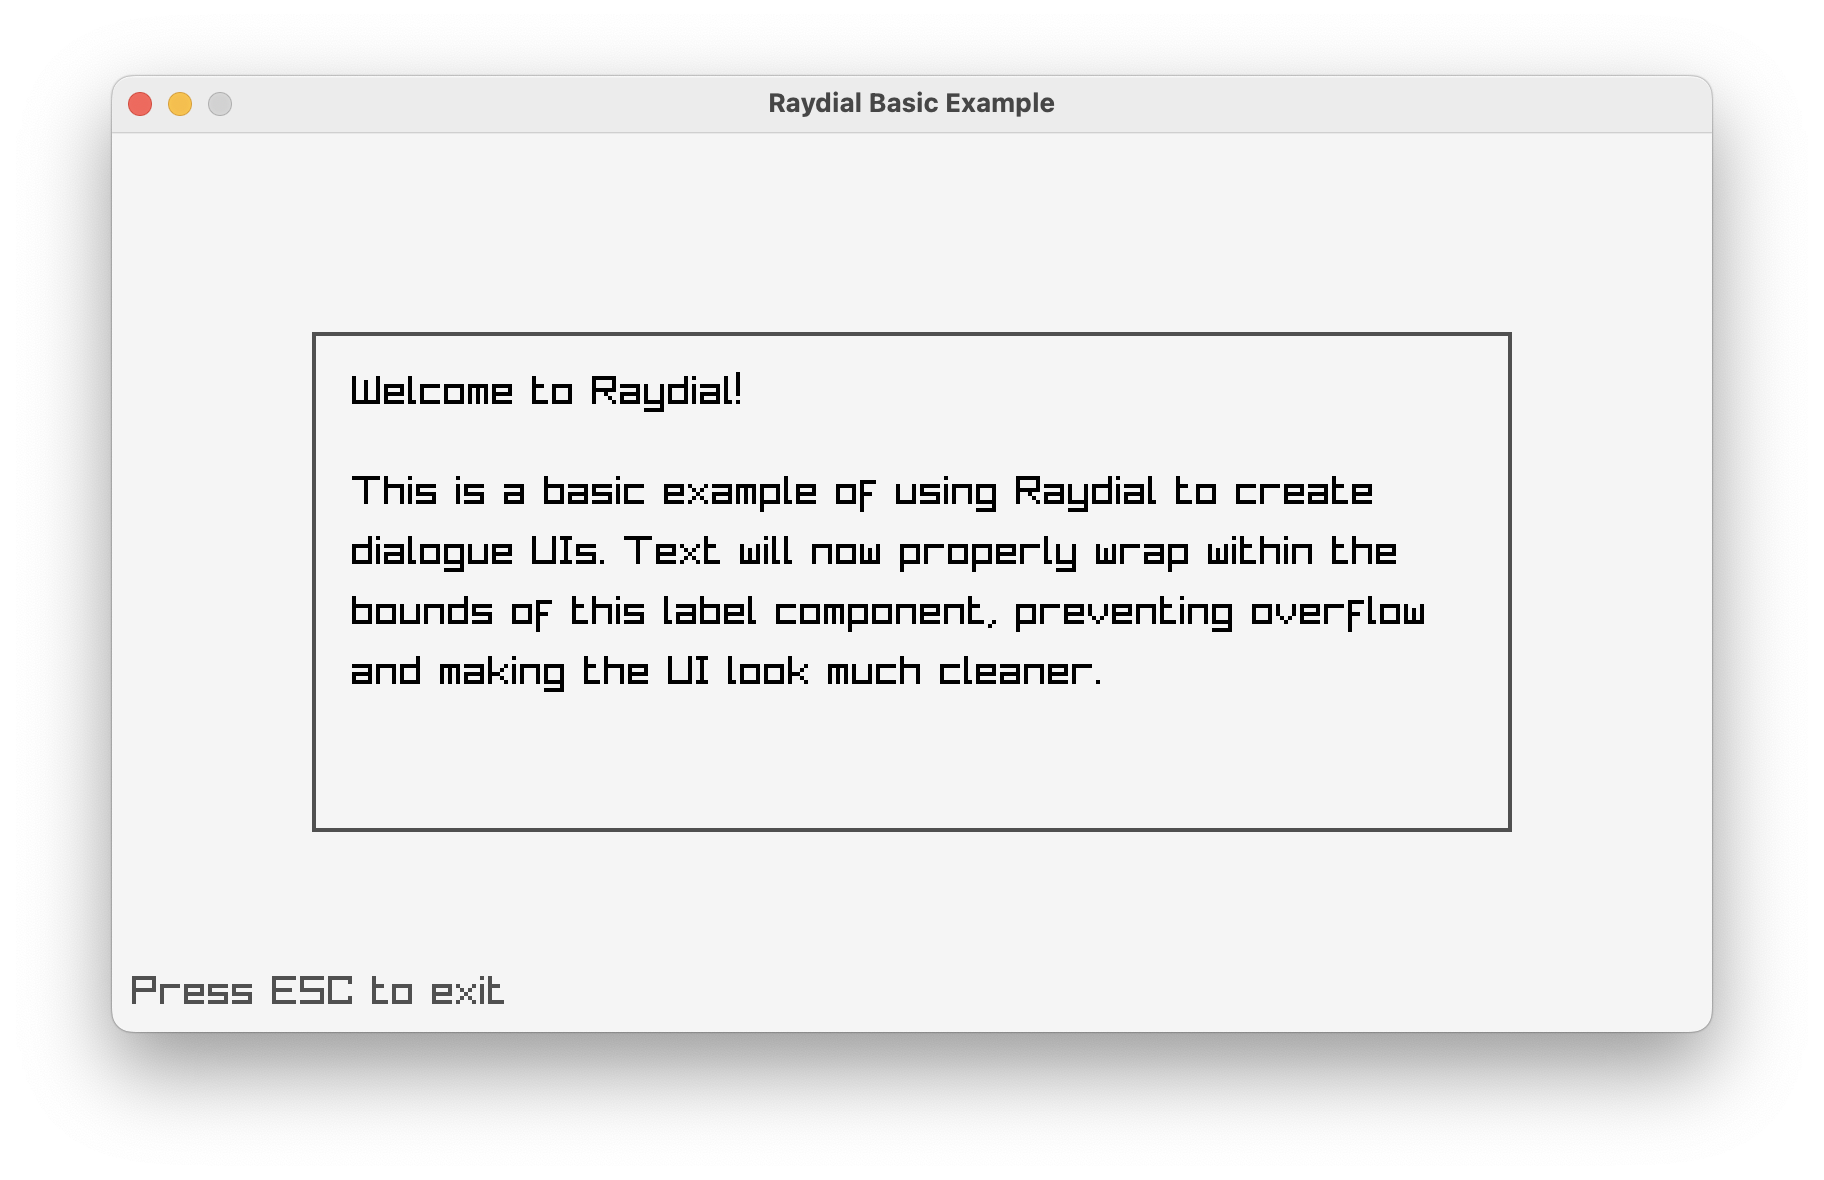 Raydial Basic Example
Welcome to Raydial!
This is a basic example of using Raydial to create
dialogue UIs. Text will now properly wrap within the
bounds of this label component, preventing overflow
and making the UI look much cleaner.
Press ESC to exit